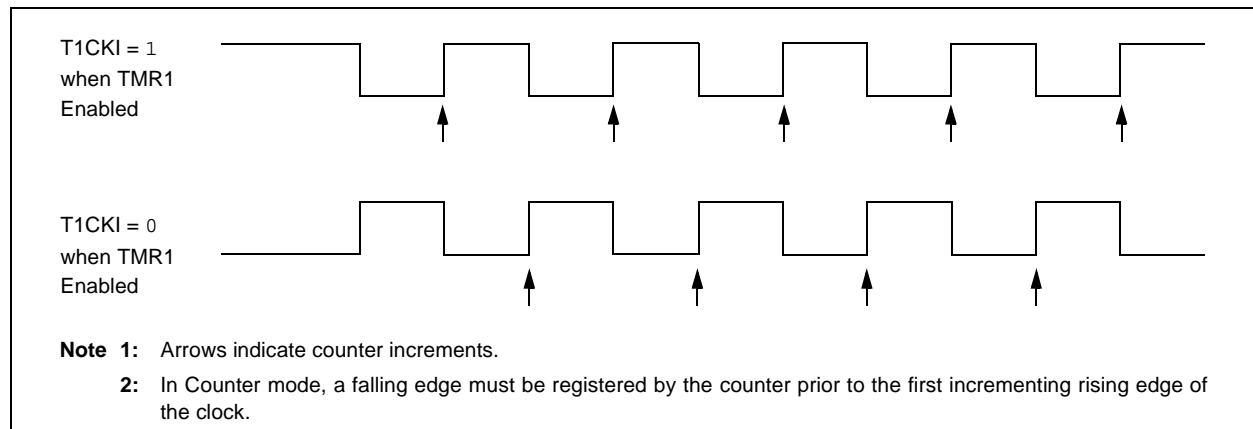 T1CKI = 1
when TMR1
Enabled
T1CKI = 0
when TMR1
Enabled
Note 1: Arrows indicate counter increments.
2: In Counter mode, a falling edge must be registered by the counter prior to the first incrementing rising edge of
the clock.